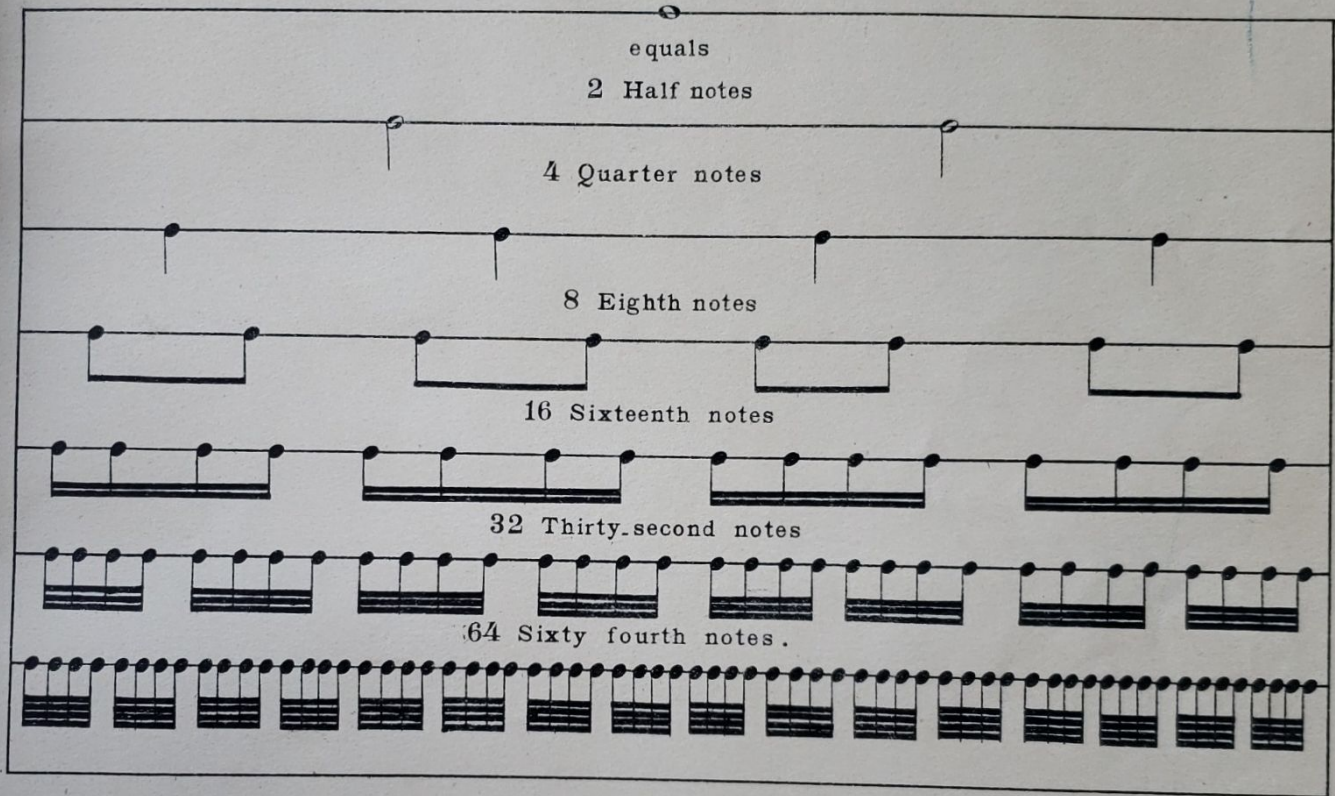 equals
2 Half notes
4 Quarter notes
8 Eighth notes
16 Sixteenth notes
32 Thirty-second notes
64 Sixty fourth notes.